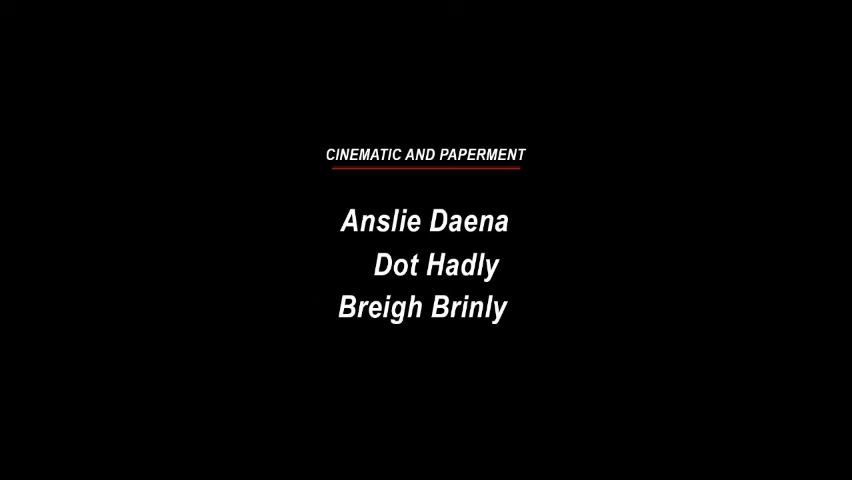 CINEMATIC AND PAPERMENT
Anslie Daena
Dot Hadly
Breigh Brinly